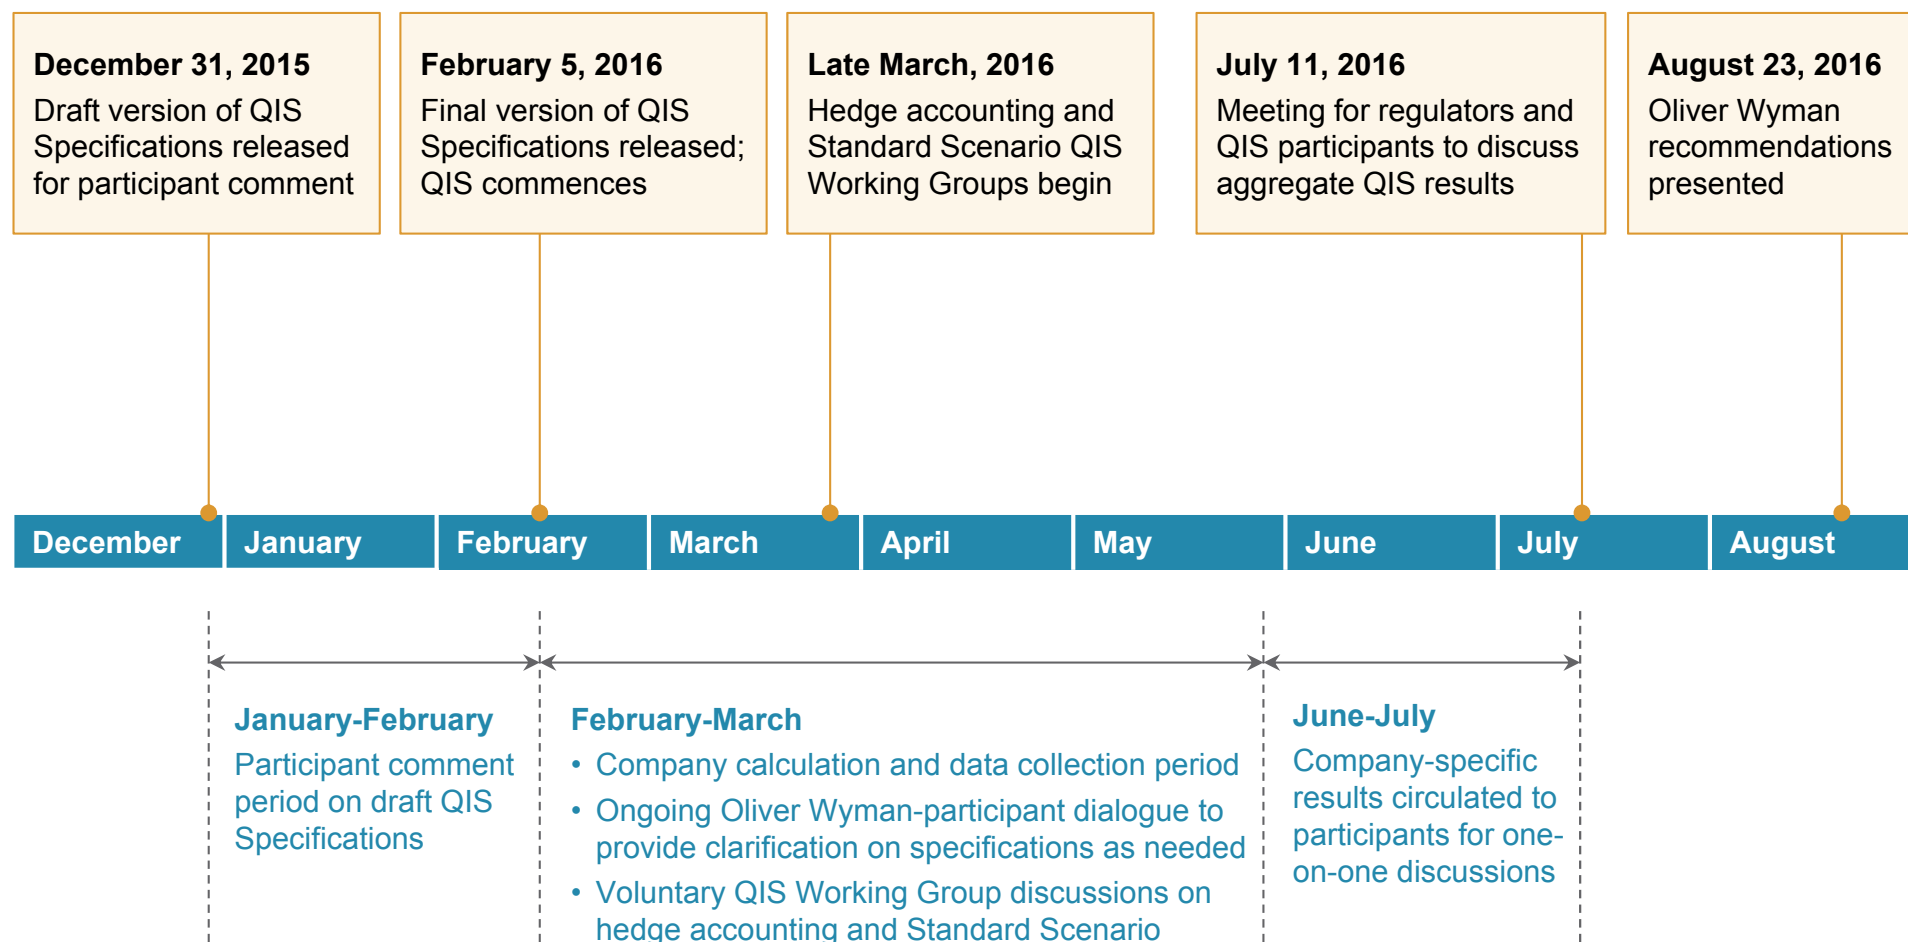 December 31, 2015
Draft version of QIS
Specifications released
for participant comment
February 5, 2016
Final version of QIS
Specifications released;
QIS commences
Late March, 2016
Hedge accounting and
Standard Scenario QIS
Working Groups begin
July 11, 2016
Meeting for regulators and
QIS participants to discuss
aggregate QIS results
August 23, 2016
Oliver Wyman
recommendations
presented
December January February March April May June July August
January-February
Participant comment
period on draft QIS
Specifications
February-March
• Company calculation and data collection period
• Ongoing Oliver Wyman-participant dialogue to
provide clarification on specifications as needed
• Voluntary QIS Working Group discussions on
hedge accounting and Standard Scenario
June-July
Company-specific
results circulated to
participants for one-
on-one discussions